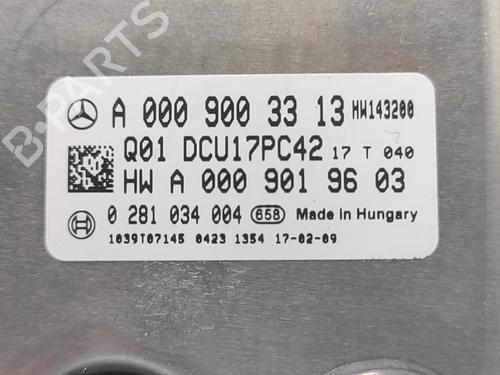 B-PARTS
A 000 900 33 13 HW143200
Q01 DCU17PC42 17 T 040
HW A 000 901 96 03
0 281 034 004 658 Made in Hungary
1039T07145 0423 1354 17-02-09